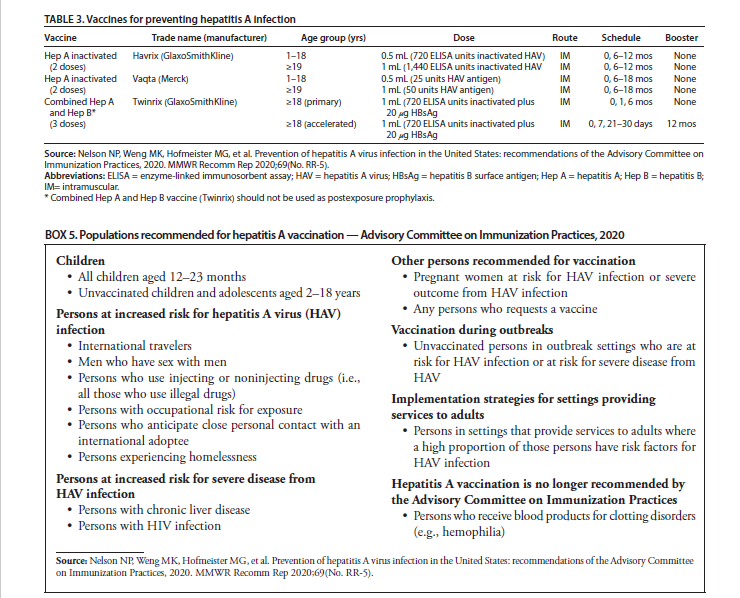 TABLE 3. Vaccines for preventing hepatitis A infection
Vaccine Trade name (manufacturer) Age group (yrs) Dose Route Schedule Booster
Hep A inactivated Havrix (GlaxoSmithKline) 1–18 0.5 mL (720 ELISA units inactivated HAV) IM 0, 6–12 mos None
(2 doses) ≥19 1 mL (1,440 ELISA units inactivated HAV IM 0, 6–12 mos None
Hep A inactivated Vaqta (Merck) 1–18 0.5 mL (25 units HAV antigen) IM 0, 6–18 mos None
(2 doses) ≥19 1 mL (50 units HAV antigen) IM 0, 6–18 mos None
Combined Hep A Twinrix (GlaxoSmithKline) ≥18 (primary) 1 mL (720 ELISA units inactivated plus IM 0, 1, 6 mos None
and Hep B* 20 μg HBsAg
(3 doses) ≥18 (accelerated) 1 mL (720 ELISA units inactivated plus IM 0, 7, 21–30 days 12 mos
20 μg HBsAg
Source: Nelson NP, Weng MK, Hofmeister MG, et al. Prevention of hepatitis A virus infection in the United States: recommendations of the Advisory Committee on
Immunization Practices, 2020. MMWR Recomm Rep 2020;69(No. RR-5).
Abbreviations: ELISA = enzyme-linked immunosorbent assay; HAV = hepatitis A virus; HBsAg = hepatitis B surface antigen; Hep A = hepatitis A; Hep B = hepatitis B;
IM= intramuscular.
* Combined Hep A and Hep B vaccine (Twinrix) should not be used as postexposure prophylaxis.
BOX 5. Populations recommended for hepatitis A vaccination — Advisory Committee on Immunization Practices, 2020
Children
• All children aged 12–23 months
• Unvaccinated children and adolescents aged 2–18 years
Persons at increased risk for hepatitis A virus (HAV)
infection
• International travelers
• Men who have sex with men
• Persons who use injecting or noninjecting drugs (i.e.,
all those who use illegal drugs)
• Persons with occupational risk for exposure
• Persons who anticipate close personal contact with an
international adoptee
• Persons experiencing homelessness
Persons at increased risk for severe disease from
HAV infection
• Persons with chronic liver disease
• Persons with HIV infection
Other persons recommended for vaccination
• Pregnant women at risk for HAV infection or severe
outcome from HAV infection
• Any persons who requests a vaccine
Vaccination during outbreaks
• Unvaccinated persons in outbreak settings who are at
risk for HAV infection or at risk for severe disease from
HAV
Implementation strategies for settings providing
services to adults
• Persons in settings that provide services to adults where
a high proportion of those persons have risk factors for
HAV infection
Hepatitis A vaccination is no longer recommended by
the Advisory Committee on Immunization Practices
• Persons who receive blood products for clotting disorders
(e.g., hemophilia)
Source: Nelson NP, Weng MK, Hofmeister MG, et al. Prevention of hepatitis A virus infection in the United States: recommendations of the Advisory Committee
on Immunization Practices, 2020. MMWR Recomm Rep 2020;69(No. RR-5).